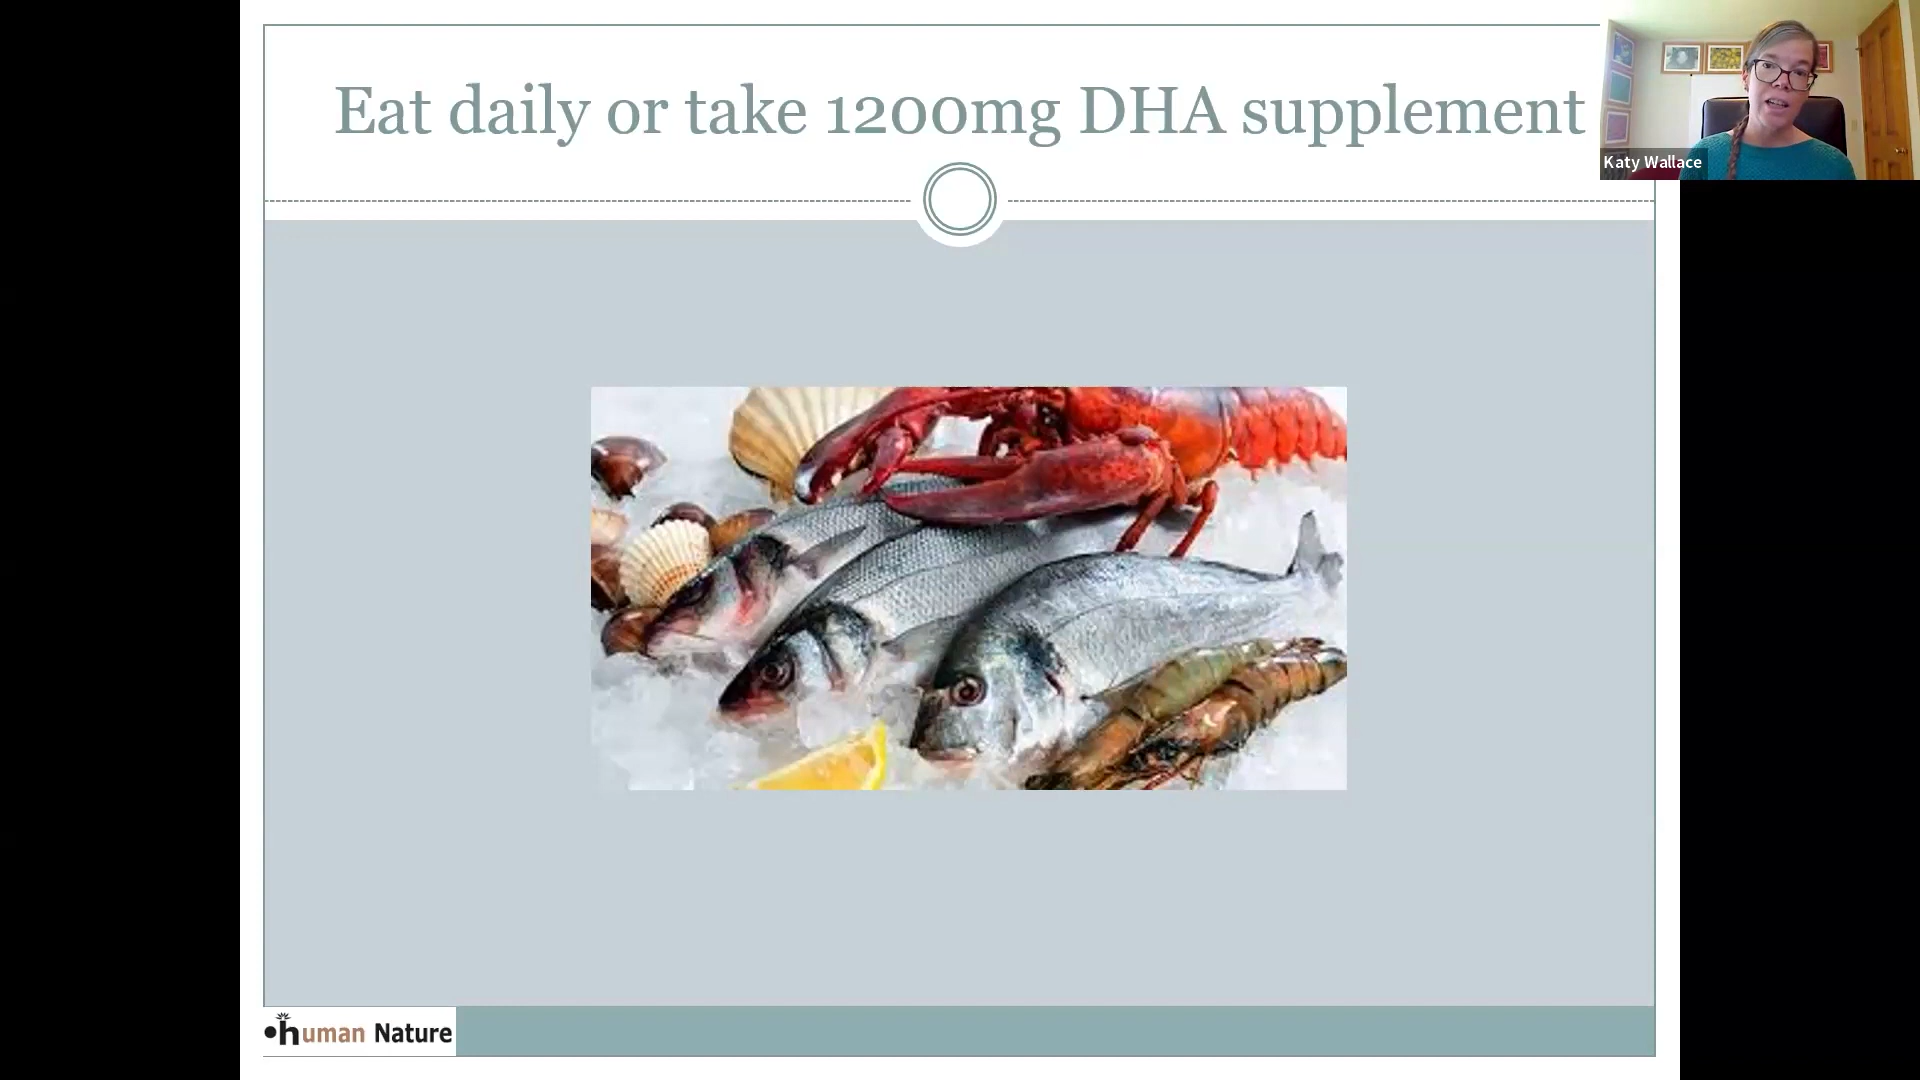 Eat daily or take 1200mg DHA supplement
Katy Wallace
human Nature